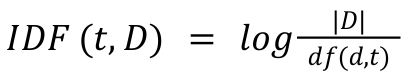 IDF (t, D) = log |D| / df(d,t)